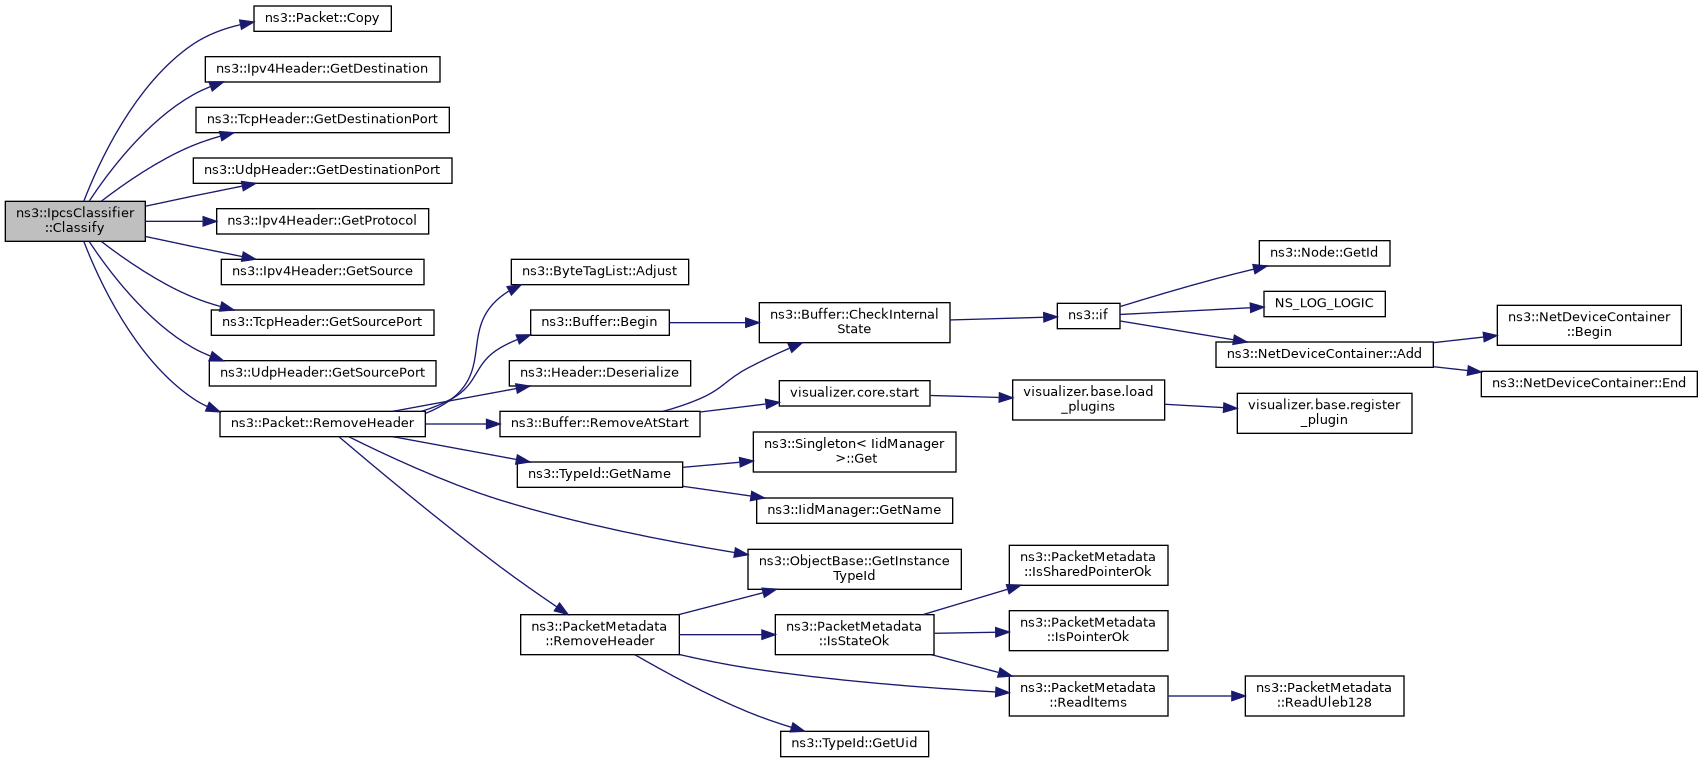 ns3::Packet::Copy
ns3::Ipv4Header::GetDestination
ns3::TcpHeader::GetDestinationPort
ns3::UdpHeader::GetDestinationPort
ns3::IpcsClassifier
::Classify
ns3::Ipv4Header::GetProtocol
ns3::Ipv4Header::GetSource
ns3::TcpHeader::GetSourcePort
ns3::UdpHeader::GetSourcePort
ns3::Packet::RemoveHeader
ns3::ByteTagList::Adjust
ns3::Buffer::Begin
ns3::Header::Deserialize
ns3::Buffer::RemoveAtStart
ns3::TypeId::GetName
ns3::PacketMetadata
::RemoveHeader
ns3::Buffer::CheckInternal
State
visualizer.core.start
ns3::Singleton< IidManager
>::Get
ns3::IidManager::GetName
ns3::ObjectBase::GetInstance
TypeId
ns3::PacketMetadata
::IsStateOk
ns3::TypeId::GetUid
ns3::if
visualizer.base.load
_plugins
ns3::PacketMetadata
::IsSharedPointerOk
ns3::PacketMetadata
::IsPointerOk
ns3::PacketMetadata
::ReadItems
ns3::Node::GetId
NS_LOG_LOGIC
ns3::NetDeviceContainer::Add
visualizer.base.register
_plugin
ns3::PacketMetadata
::ReadUleb128
ns3::NetDeviceContainer
::Begin
ns3::NetDeviceContainer::End